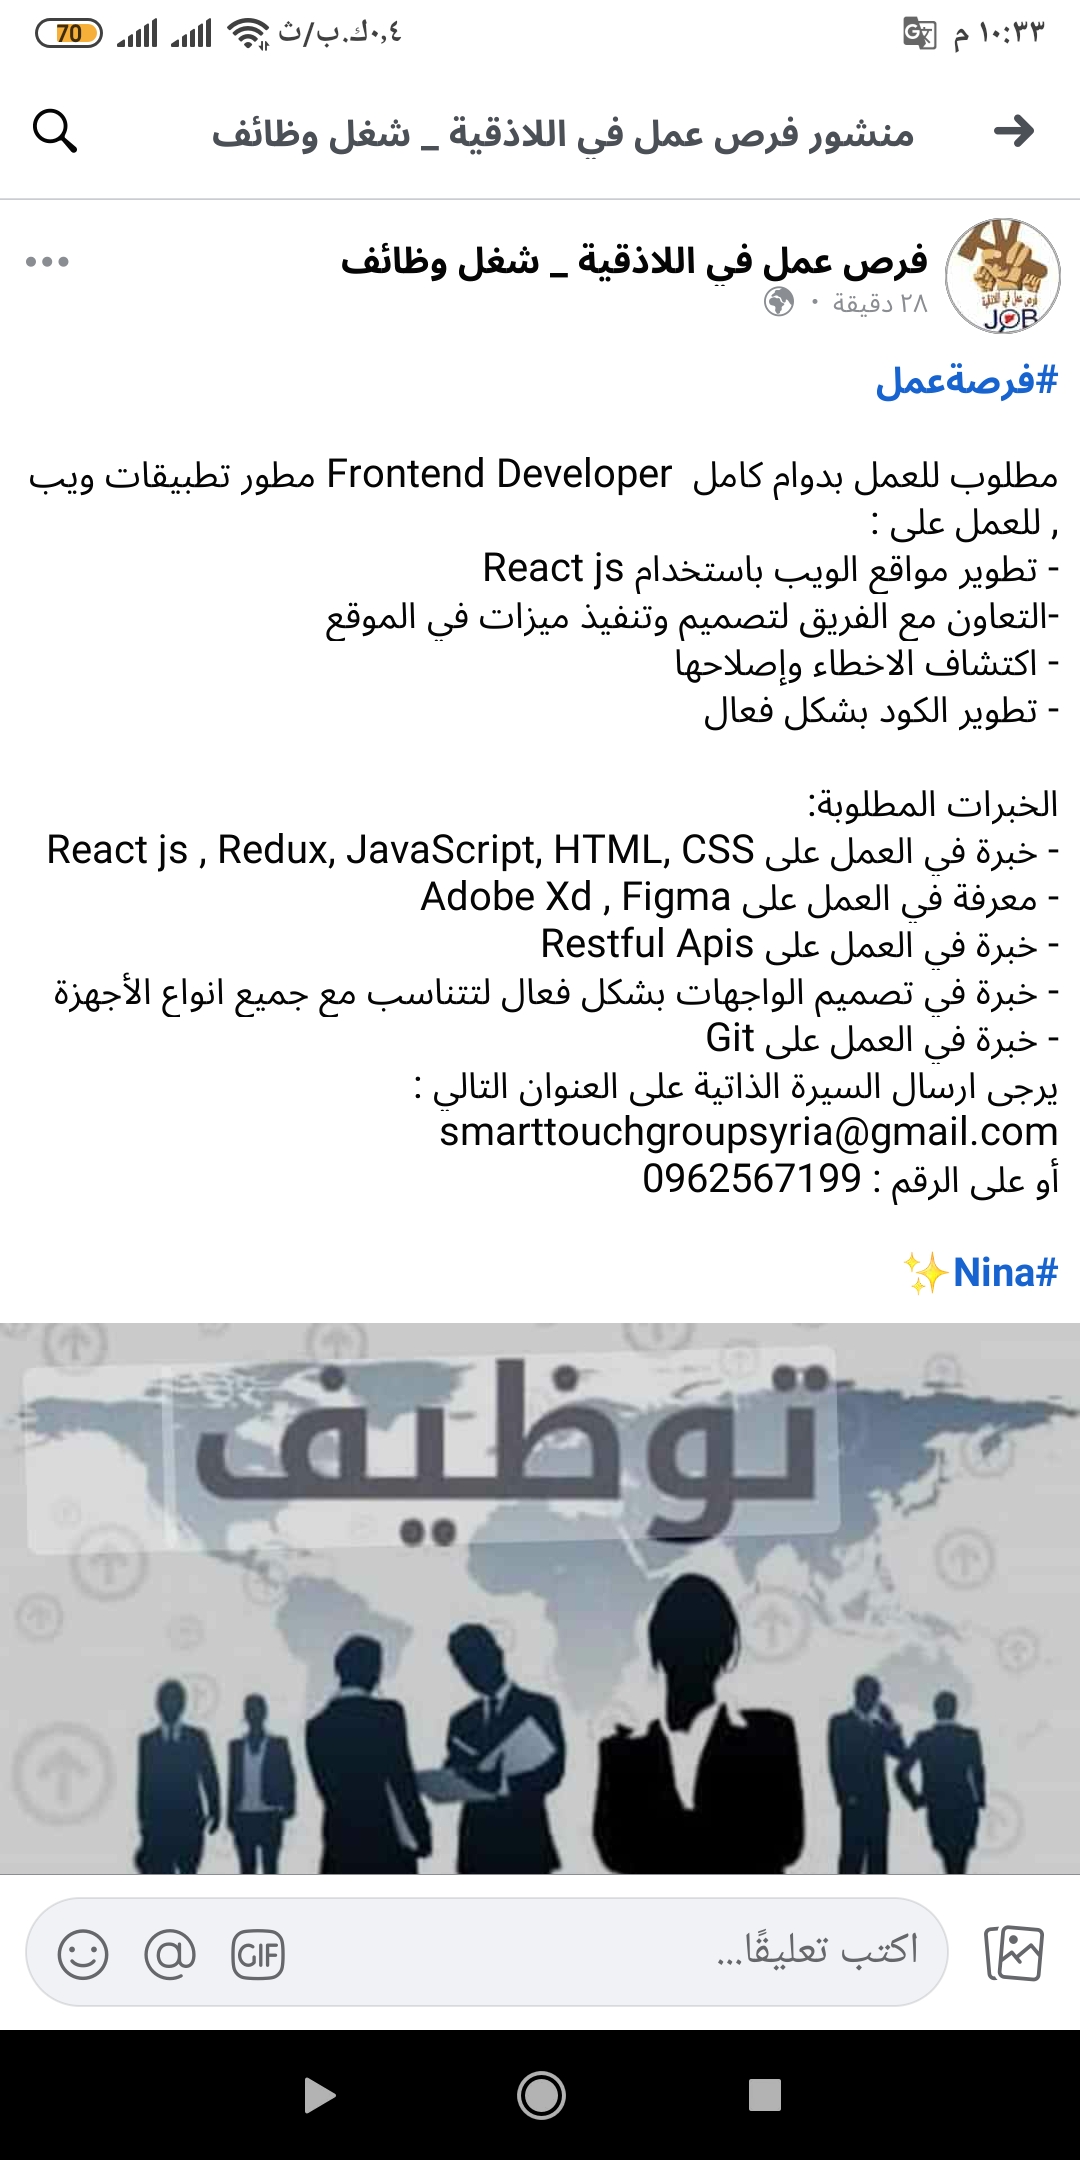 ١٠:٣٣ م
٠,٤ك.ب/ث
70
منشور فرص عمل في اللاذقية _ شغل وظائف
فرص عمل في اللاذقية _ شغل وظائف
٢٨ دقيقة ·
فرص عمل في اللاذقية
JOB
#فرصةعمل
مطلوب للعمل بدوام كامل Frontend Developer مطور تطبيقات ويب
, للعمل على :
- تطوير مواقع الويب باستخدام React js
-التعاون مع الفريق لتصميم وتنفيذ ميزات في الموقع
- اكتشاف الاخطاء وإصلاحها
- تطوير الكود بشكل فعال
الخبرات المطلوبة:
- خبرة في العمل على React js , Redux, JavaScript, HTML, CSS
- معرفة في العمل على Adobe Xd , Figma
- خبرة في العمل على Restful Apis
- خبرة في تصميم الواجهات بشكل فعال لتتناسب مع جميع انواع الأجهزة
- خبرة في العمل على Git
يرجى ارسال السيرة الذاتية على العنوان التالي :
smarttouchgroupsyria@gmail.com
أو على الرقم : 0962567199
#Nina✨
توظيف
اكتب تعليقًا...
GIF